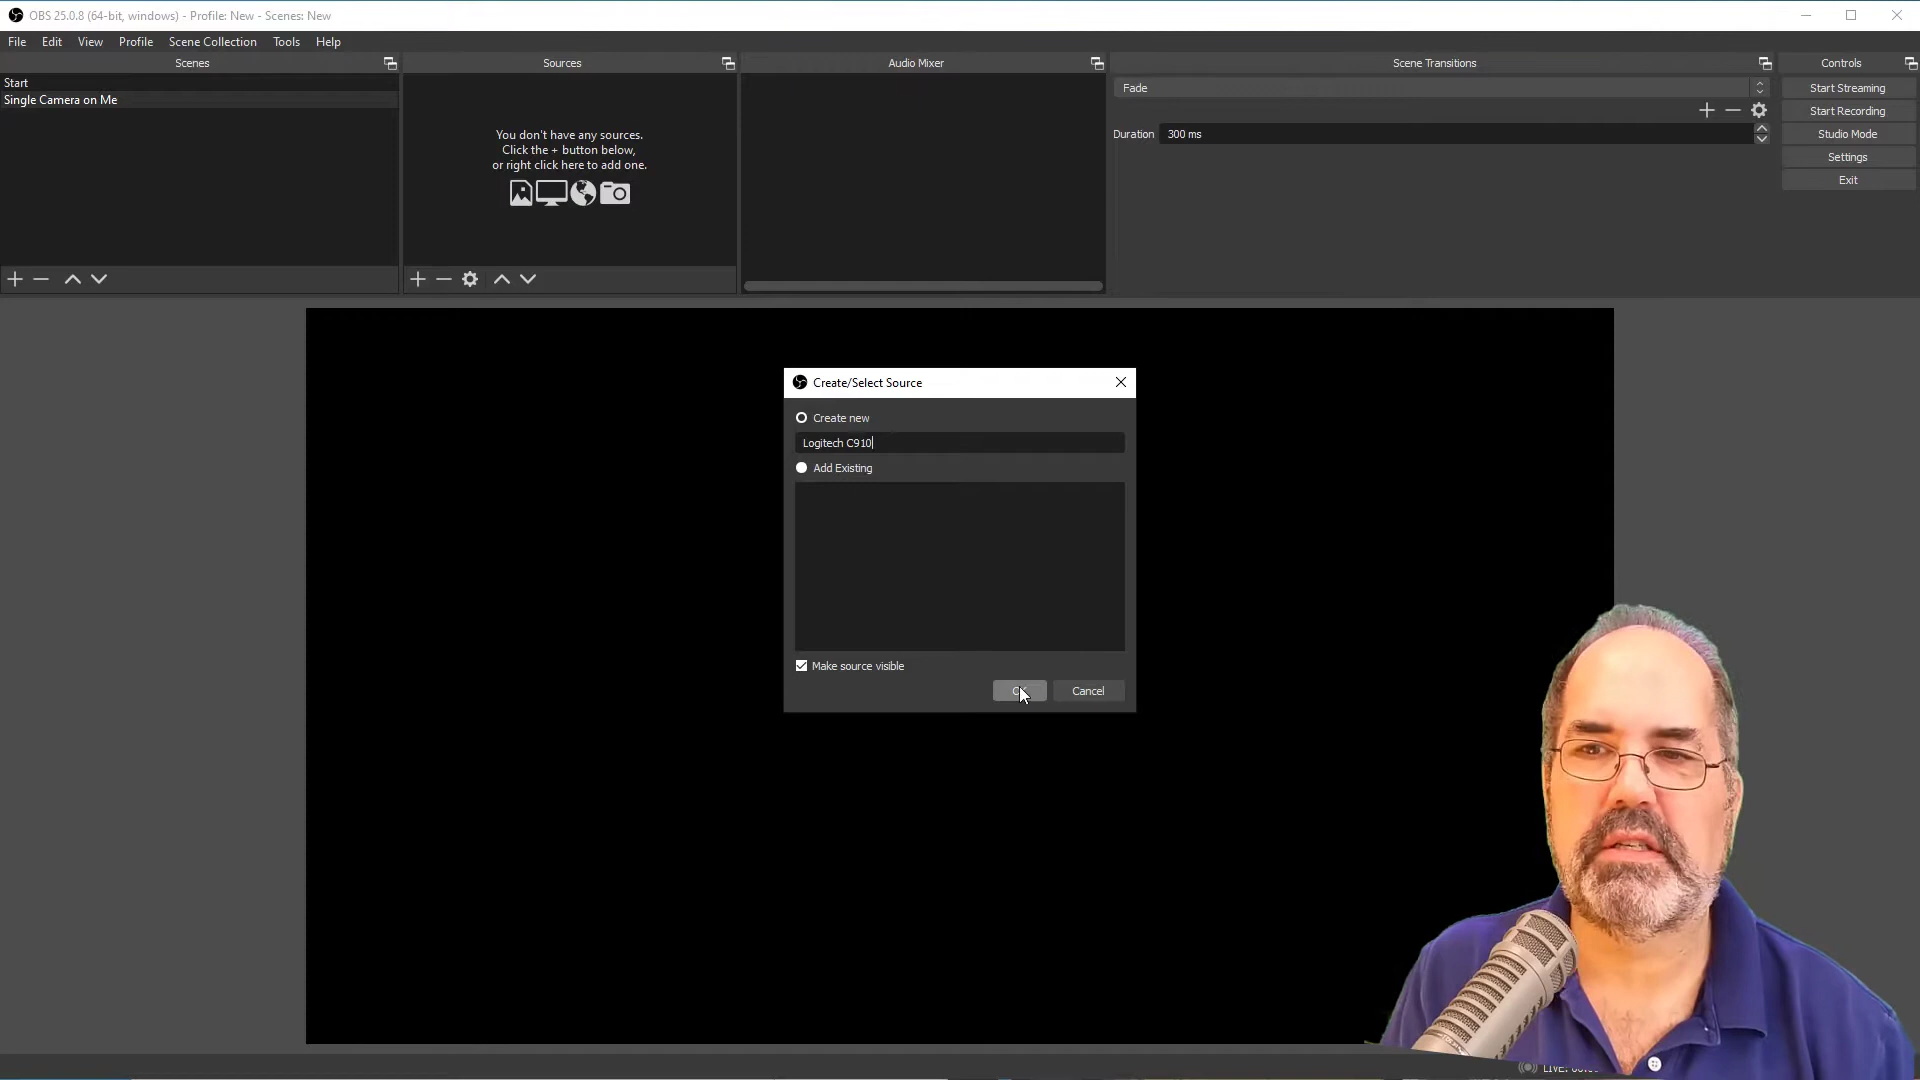 OBS 25.0.8 (64-bit, windows) - Profile: New - Scenes: New
File Edit View Profile Scene Collection Tools Help
Scenes
Start
Single Camera on Me
Sources
You don't have any sources.
Click the + button below,
or right click here to add one.
Audio Mixer
Scene Transitions
Fade
Duration 300 ms
Controls
Start Streaming
Start Recording
Studio Mode
Settings
Exit
Create/Select Source
Create new
Logitech C910
Add Existing
Make source visible
Cancel
LIVE: